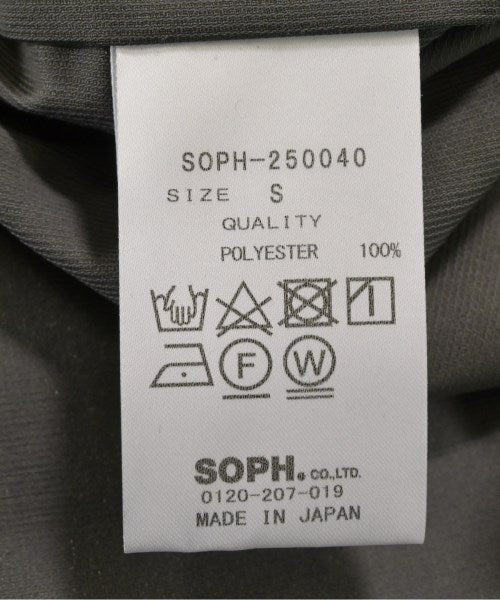 SOPH-250040
SIZE S
QUALITY
POLYESTER 100%
F W
SOPH. CO.,LTD.
0120-207-019
MADE IN JAPAN